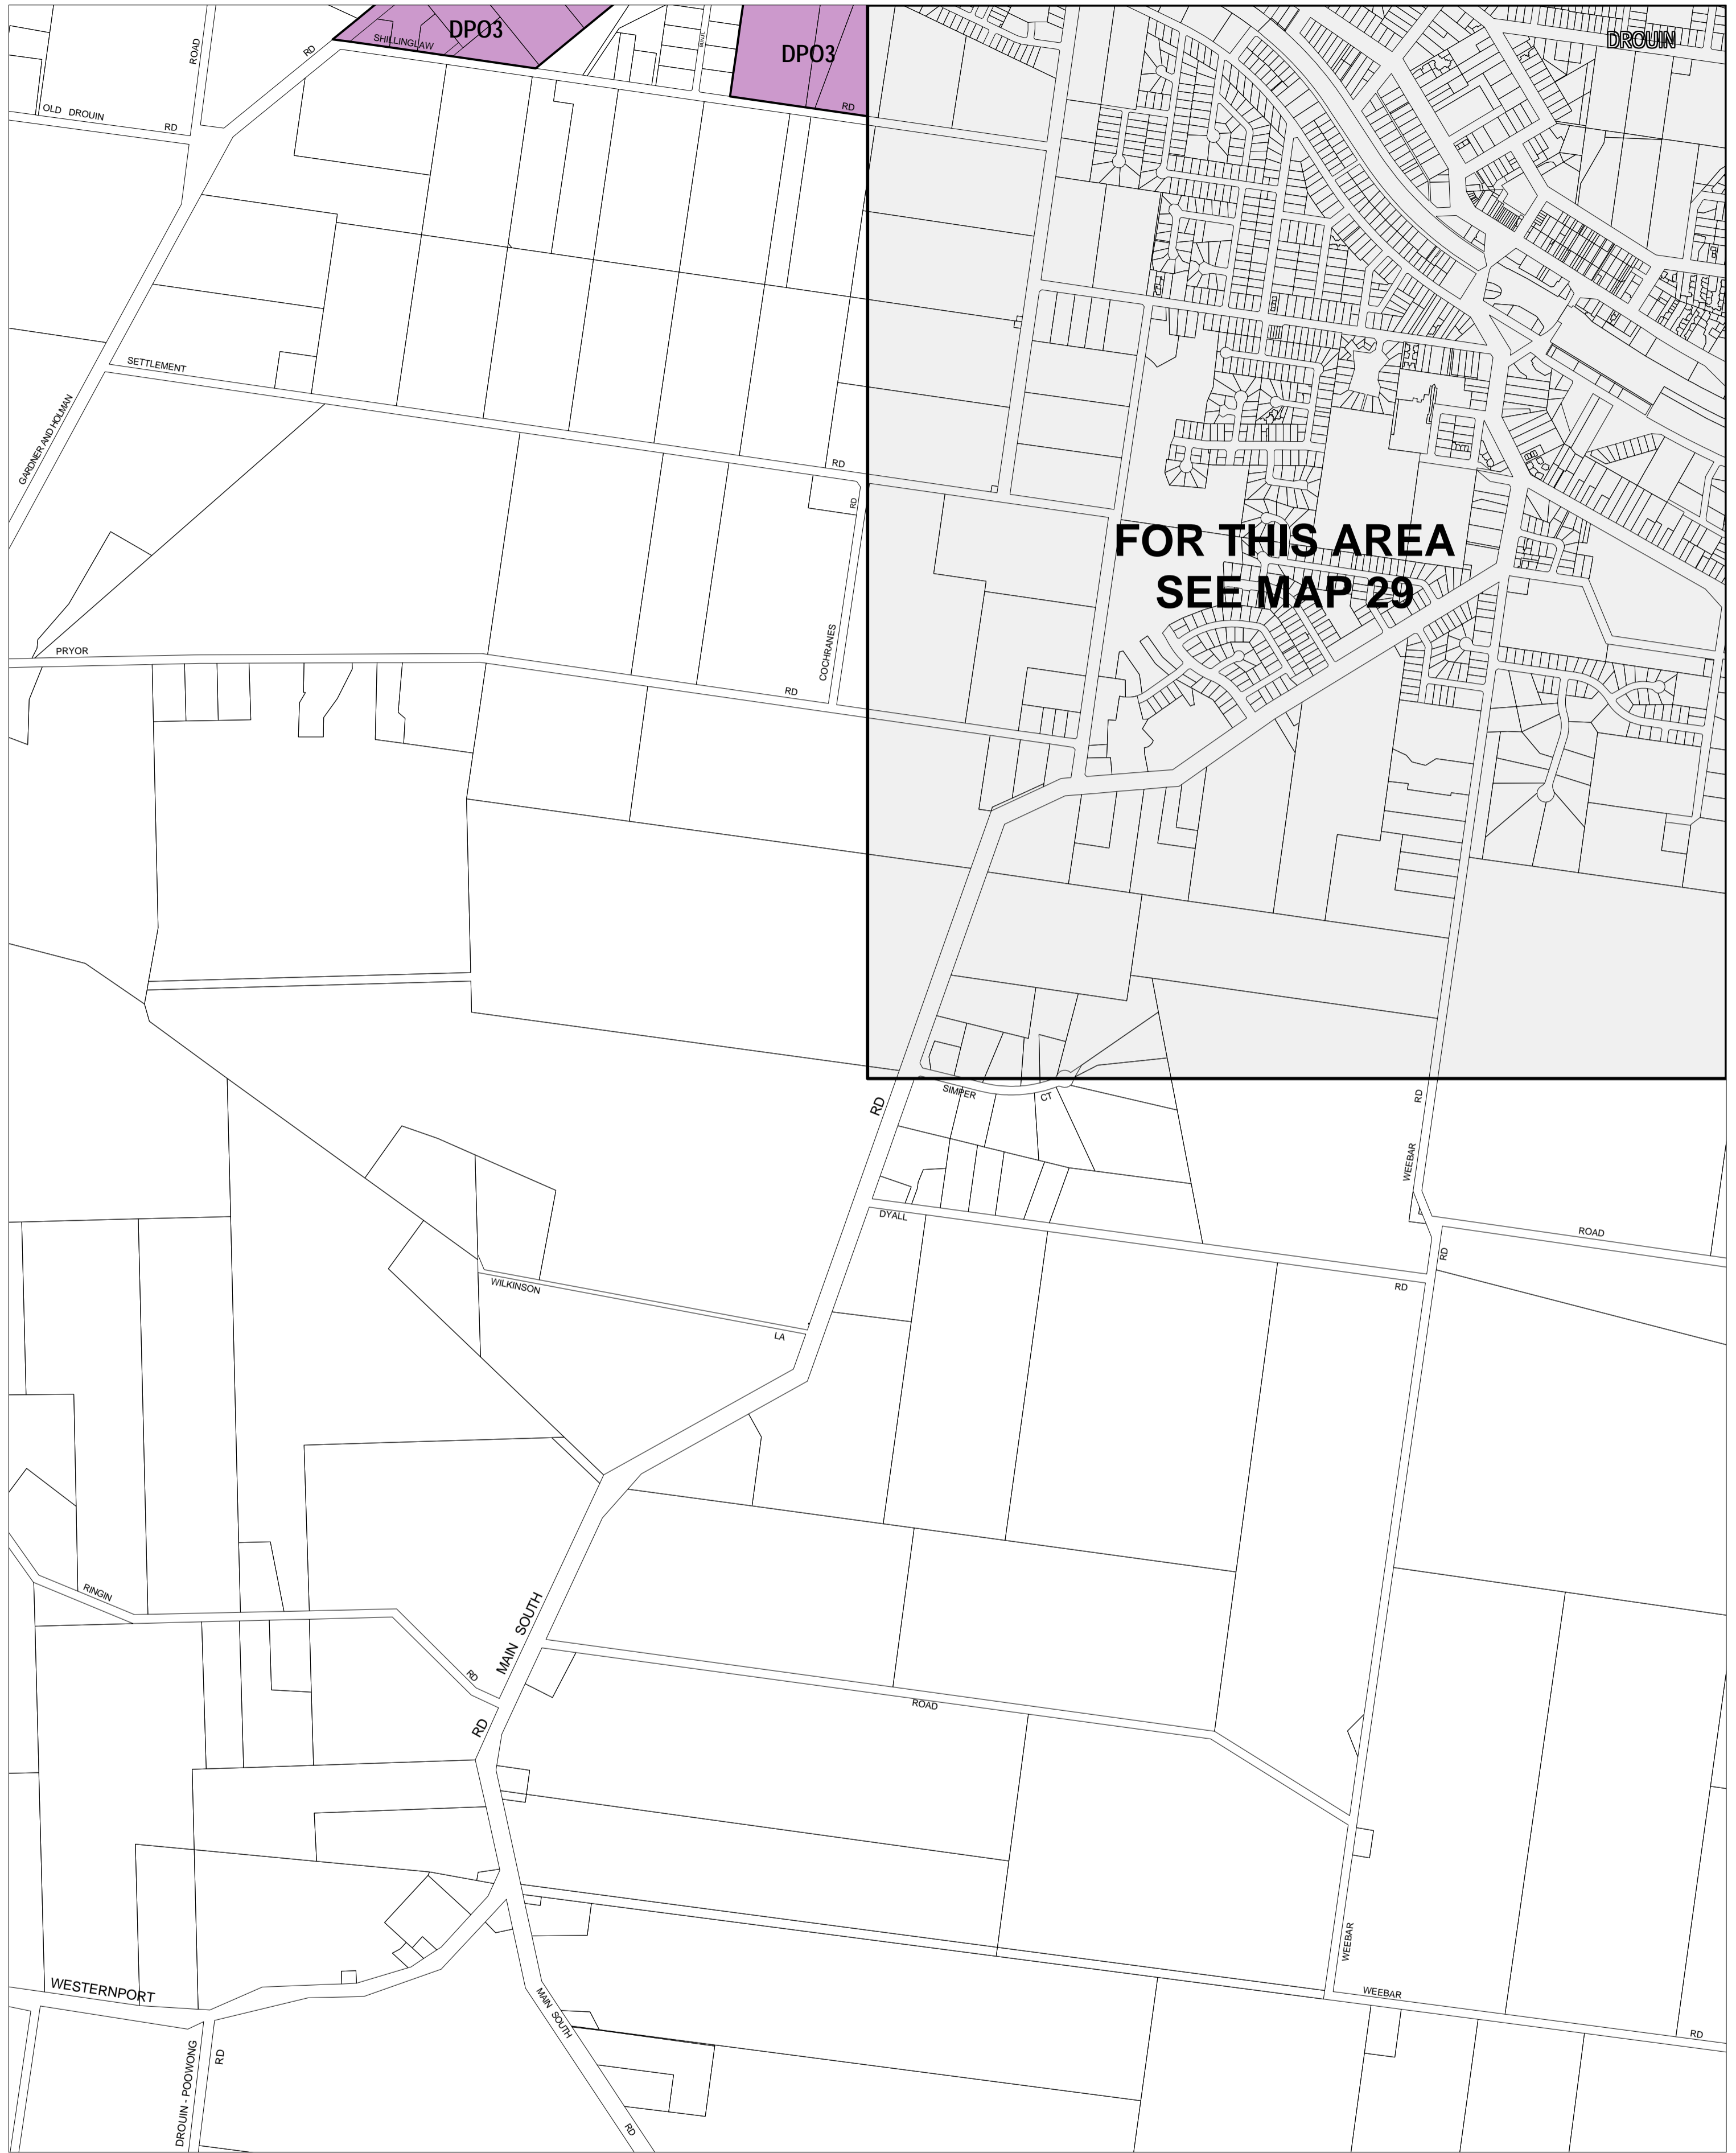 DPO3
DROUIN
SHILLINGLAW
DPO3
ROAD
RD
RD
OLD DROUIN
RD
SETTLEMENT
GARDNER AND HOLMAN
RD
RD
FOR THIS AREA
SEE MAP 29
PRYOR
COCHRANES
RD
SIMPER
CT
RD
RD
WEEBAR
DYALL
ROAD
RD
RD
WILKINSON
LA
RINGIN
MAIN SOUTH
RD
ROAD
RD
WEEBAR
WESTERNPORT
WEEBAR
MAIN SOUTH
RD
DROUIN - POOWONG
RD
RD